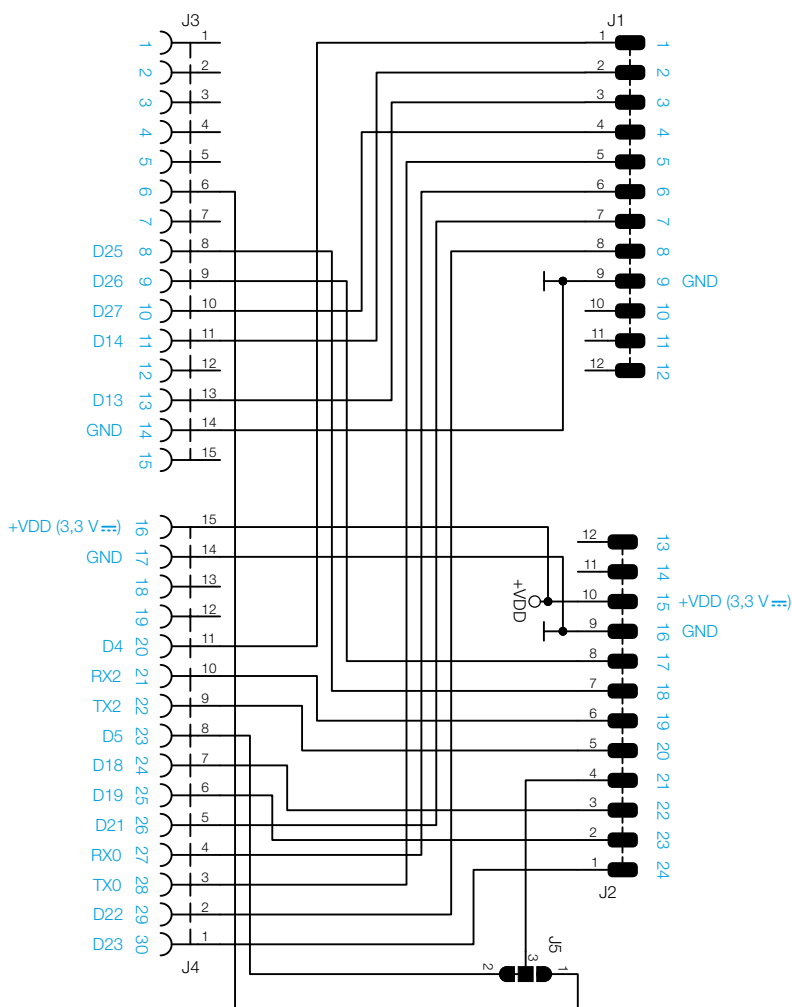 J3
1 1
2 2
3 3
4 4
5 5
6 6
7 7
D25 8 8
D26 9 9
D27 10 10
D14 11 11
12 12
D13 13 13
GND 14 14
15 15
J1
1 1
2 2
3 3
4 4
5 5
6 6
7 7
8 8
9 9 GND
10 10
11 11
12 12
+VDD (3,3 V⎓) 16 15
GND 17 14
18 13
19 12
D4 20 11
RX2 21 10
TX2 22 9
D5 23 8
D18 24 7
D19 25 6
D21 26 5
RX0 27 4
TX0 28 3
D22 29 2
D23 30 1
J4
12 13
11 14
+VDD 10 15 +VDD (3,3 V⎓)
9 16 GND
8 17
7 18
6 19
5 20
4 21
3 22
2 23
1 24
J2
J5
2 3 1